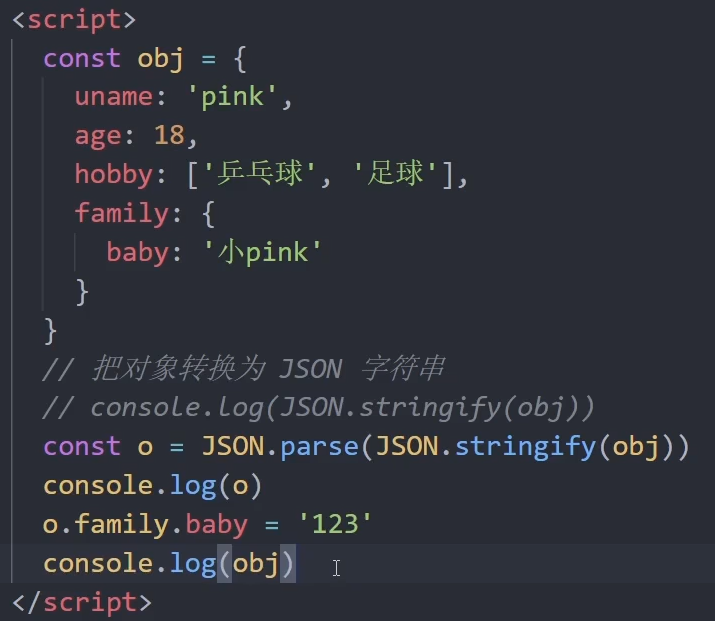 <script>
const obj = {
uname: 'pink',
age: 18,
hobby: ['乒乓球', '足球'],
family: {
baby: '小pink'
}
}
// 把对象转换为 JSON 字符串
// console.log(JSON.stringify(obj))
const o = JSON.parse(JSON.stringify(obj))
console.log(o)
o.family.baby = '123'
console.log(obj)
</script>